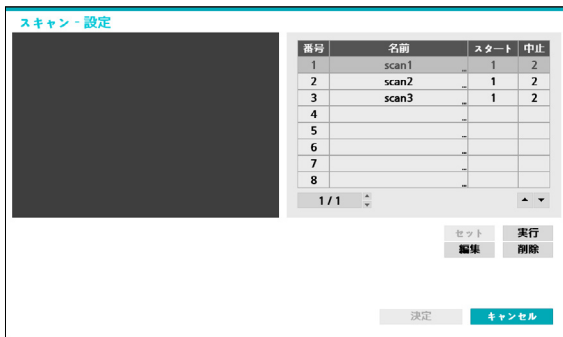 スキャン - 設定
番号 名前 スタート 中止
1 scan1 ... 1 2
2 scan2 ... 1 2
3 scan3 ... 1 2
4 ...
5 ...
6 ...
7 ...
8 ...
1 / 1
セット 実行
編集 削除
決定 キャンセル